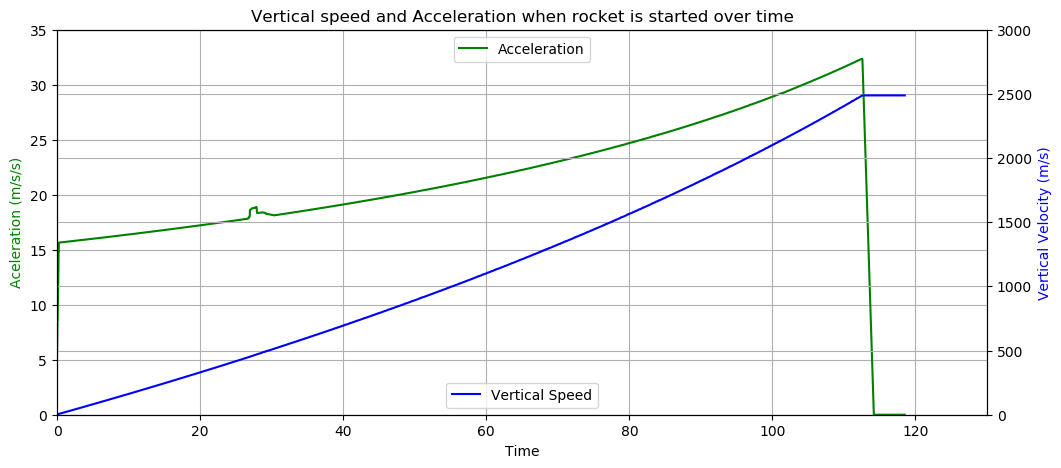 Vertical speed and Acceleration when rocket is started over time
Aceleration (m/s/s)
35
30
25
20
15
10
5
0
Acceleration
Vertical Speed
3000
2500
2000
1500
1000
500
0
Vertical Velocity (m/s)
0 20 40 60 80 100 120
Time